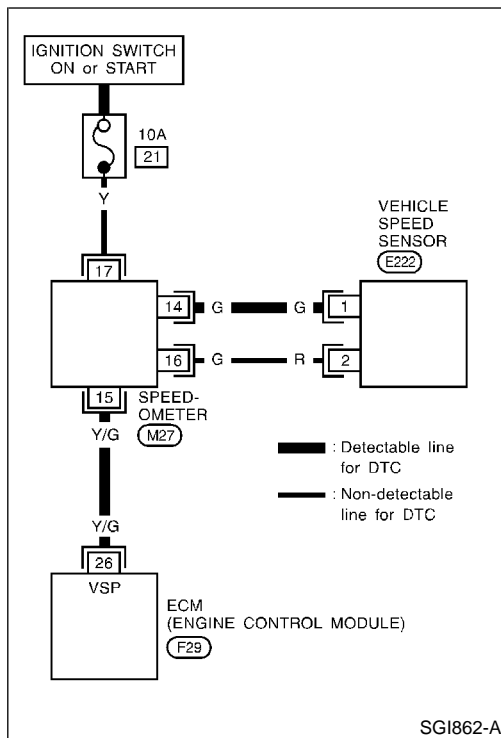 IGNITION SWITCH
ON or START
10A
21
Y
VEHICLE
SPEED
SENSOR
E222
17
14 G G 1
16 G R 2
15 SPEED-
OMETER
M27
Y/G
: Detectable line
for DTC
: Non-detectable
line for DTC
Y/G
26
VSP
ECM
(ENGINE CONTROL MODULE)
F29
SGI862-A